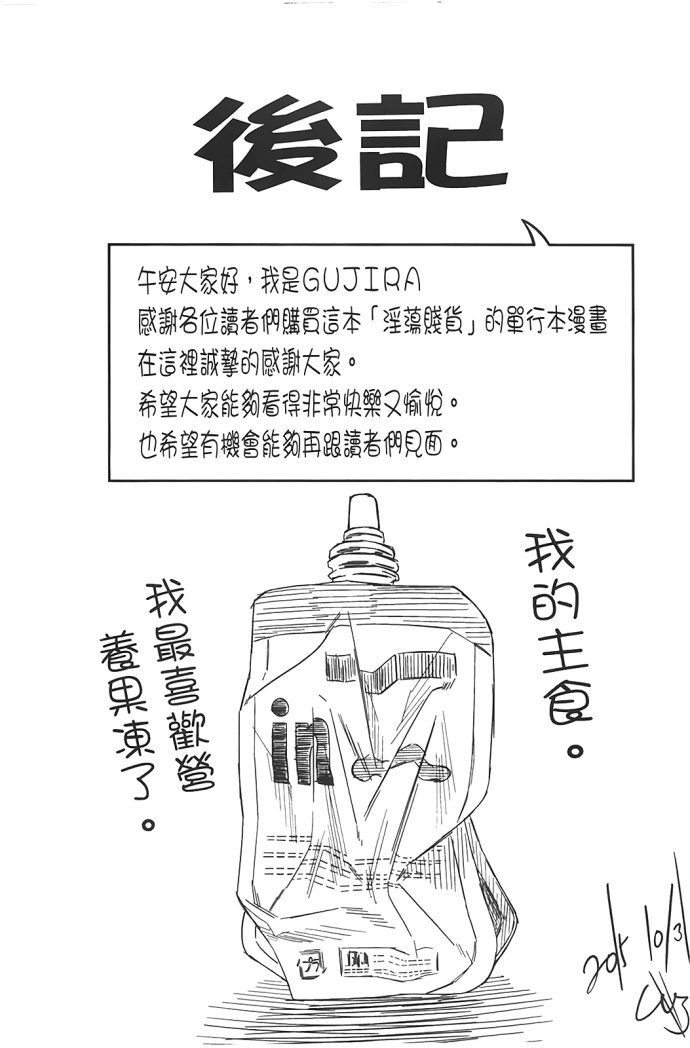 後記
午安大家好，我是GUJIRA
感謝各位讀者們購買這本「淫蕩賤貨」的單行本漫畫
在這裡誠摯的感謝大家。
希望大家能夠看得非常快樂又愉悅。
也希望有機會能夠再跟讀者們見面。
我的主食。
我最喜歡營
養果凍了。
in
プラ
2015 10/31